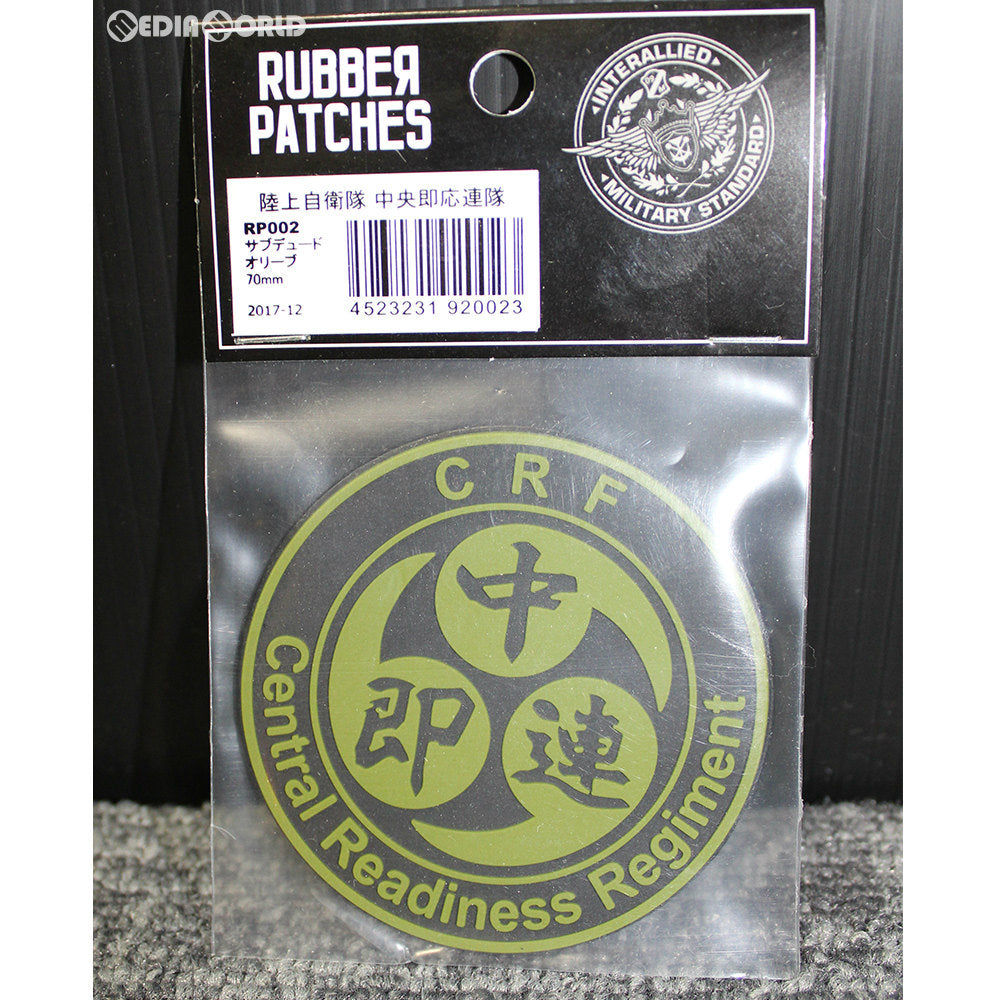 MEDIAWORLD
RUBBER
PATCHES
INTERALLIED
MILITARY STANDARD
陸上自衛隊 中央即応連隊
RP002
サブデュード
オリーブ
70mm
2017-12
4523231 920023
CRF
中
即
連
Central Readiness Regiment